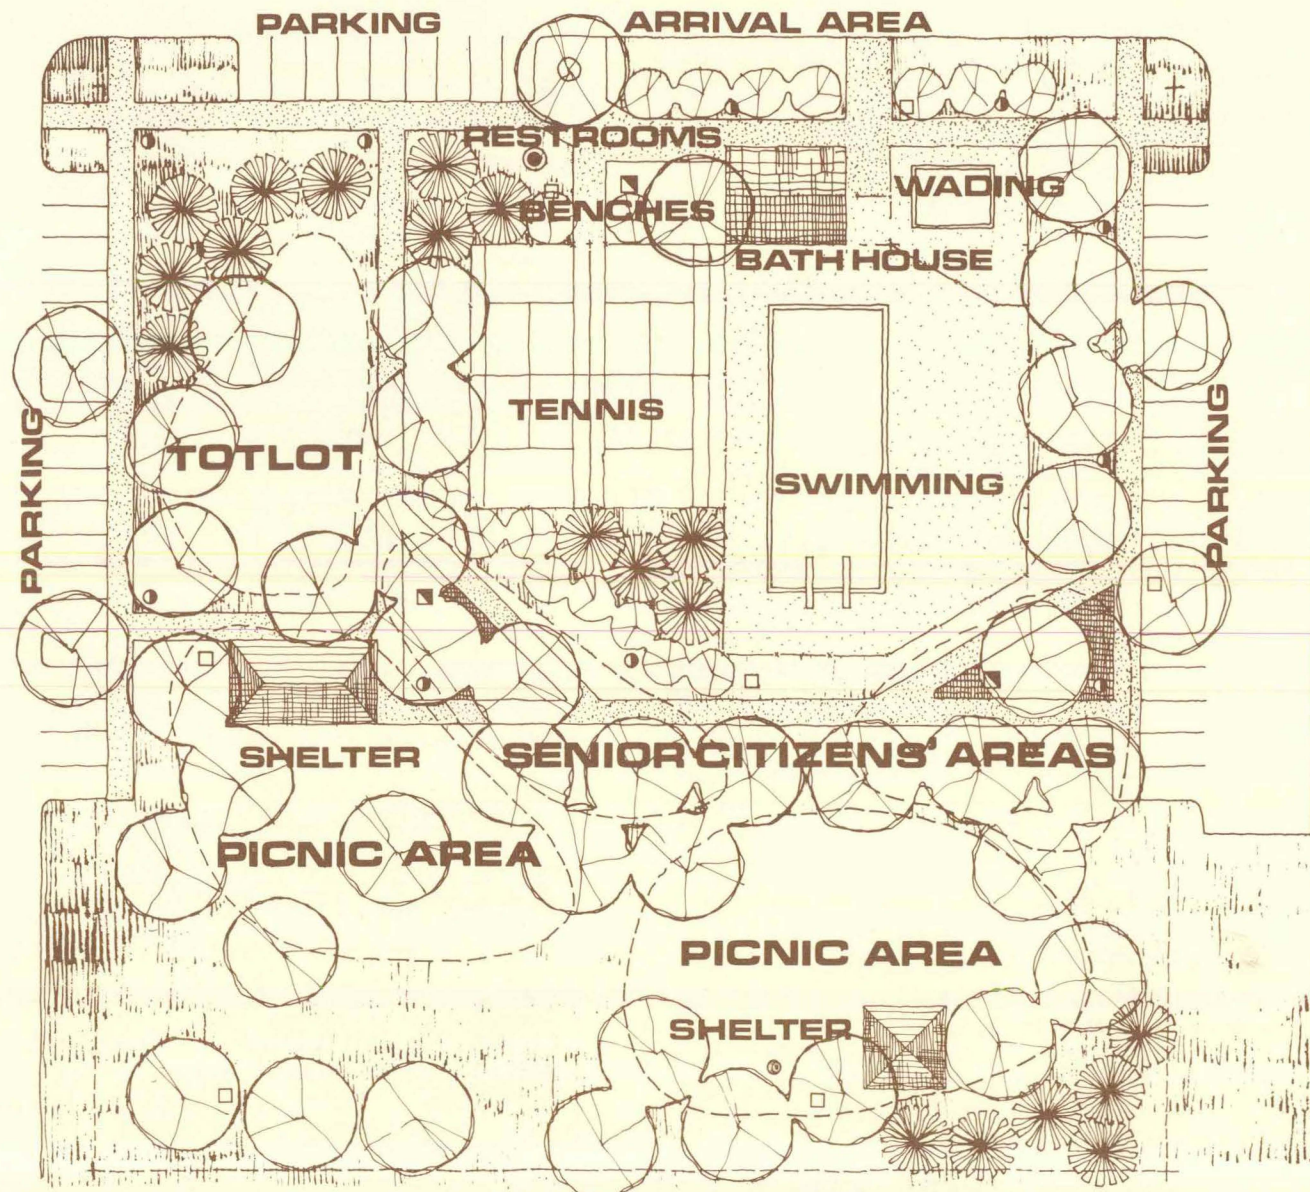 PARKING
ARRIVAL AREA
RESTROOMS
WADING
BENCHES
BATH HOUSE
TENNIS
TOTLOT
SWIMMING
PARKING
PARKING
SHELTER
SENIOR CITIZENS' AREAS
PICNIC AREA
PICNIC AREA
SHELTER